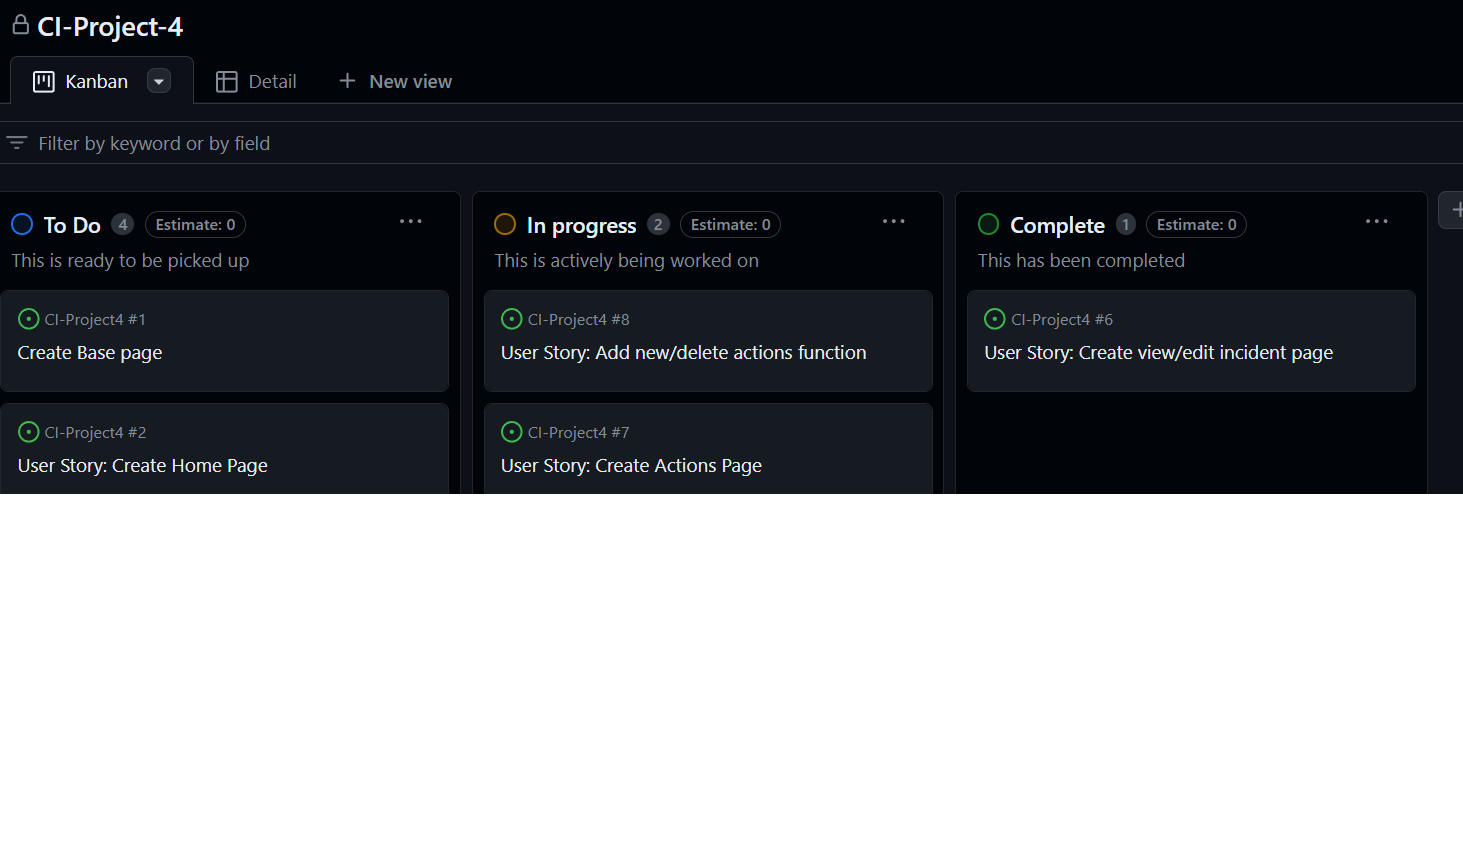 CI-Project-4
Kanban
Detail
New view
Filter by keyword or by field
To Do 4 Estimate: 0
This is ready to be picked up
CI-Project4 #1
Create Base page
CI-Project4 #2
User Story: Create Home Page
In progress 2 Estimate: 0
This is actively being worked on
CI-Project4 #8
User Story: Add new/delete actions function
CI-Project4 #7
User Story: Create Actions Page
Complete 1 Estimate: 0
This has been completed
CI-Project4 #6
User Story: Create view/edit incident page